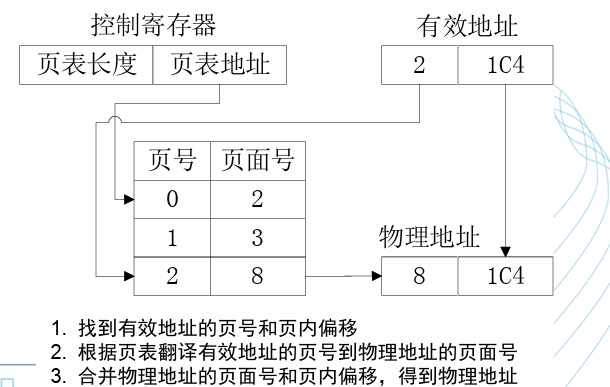 控制寄存器
有效地址
页表长度 页表地址
2 1C4
页号 页面号
0 2
1 3
2 8
物理地址
8 1C4
1. 找到有效地址的页号和页内偏移
2. 根据页表翻译有效地址的页号到物理地址的页面号
3. 合并物理地址的页面号和页内偏移，得到物理地址